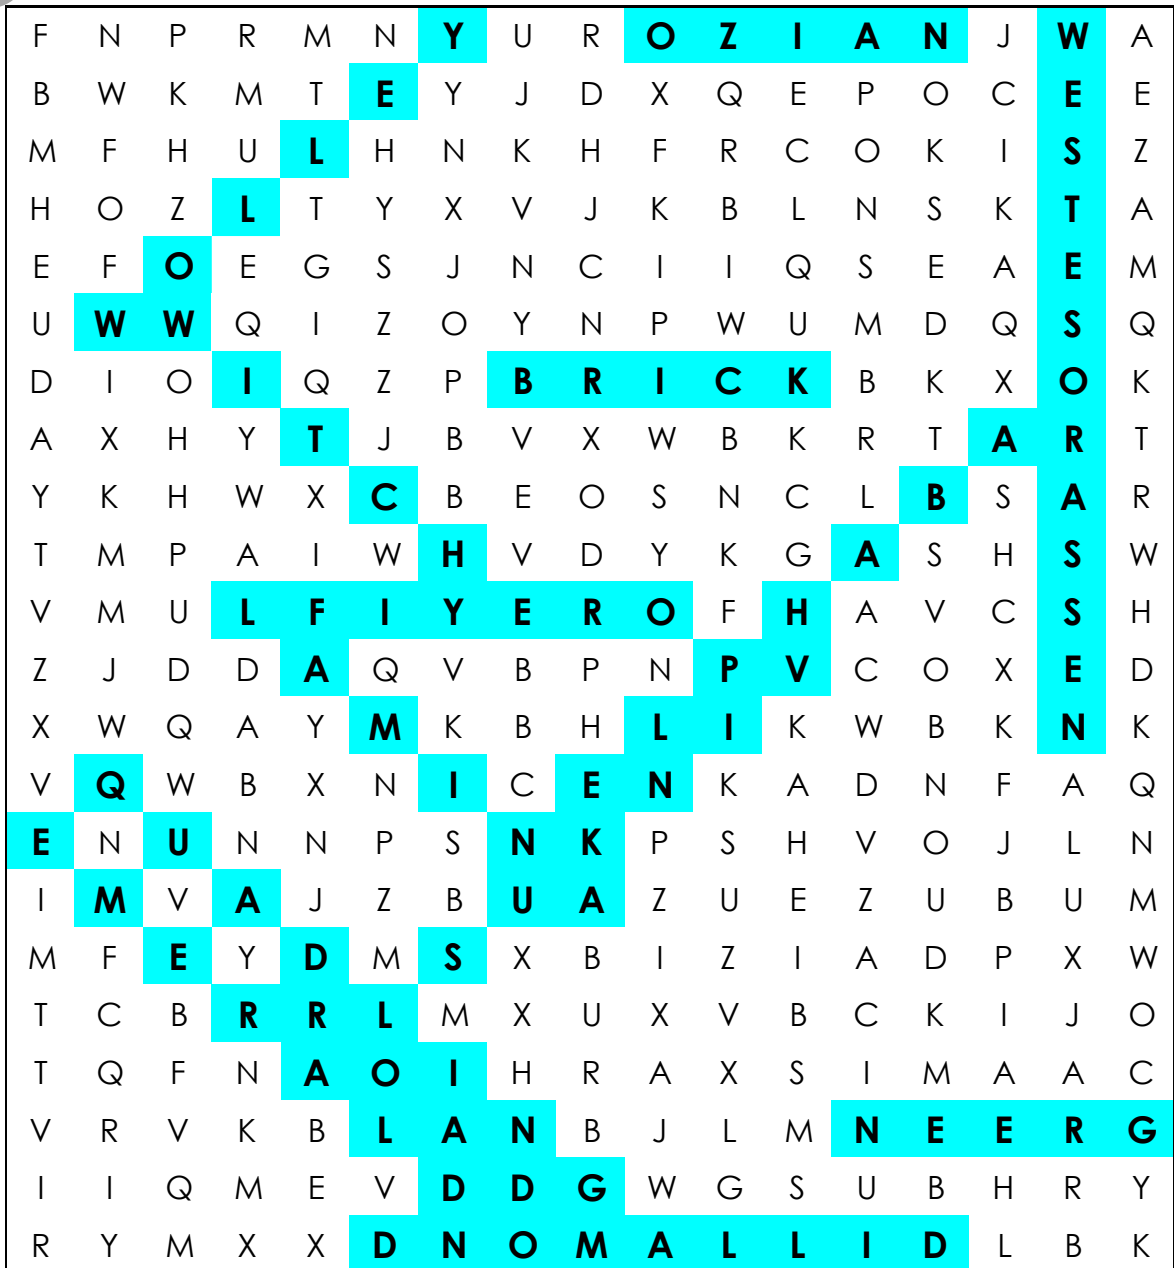 F N P R M N Y U R O Z I A N J W A
B W K M T E Y J D X Q E P O C E E
M F H U L H N K H F R C O K I S Z
H O Z L T Y X V J K B L N S K T A
E F O E G S J N C I I Q S E A E M
U W W Q I Z O Y N P W U M D Q S Q
D I O I Q Z P B R I C K B K X O K
A X H Y T J B V X W B K R T A R T
Y K H W X C B E O S N C L B S A R
T M P A I W H V D Y K G A S H S W
V M U L F I Y E R O F H A V C S H
Z J D D A Q V B P N P V C O X E D
X W Q A Y M K B H L I K W B K N K
V Q W B X N I C E N K A D N F A Q
E N U N N P S N K P S H V O J L N
I M V A J Z B U A Z U E Z U B U M
M F E Y D M S X B I Z I A D P X W
T C B R R L M X U X V B C K I J O
T Q F N A O I H R A X S I M A A C
V R V K B L A N B J L M N E E R G
I I Q M E V D D G W G S U B H R Y
R Y M X X D N O M A L L I D L B K